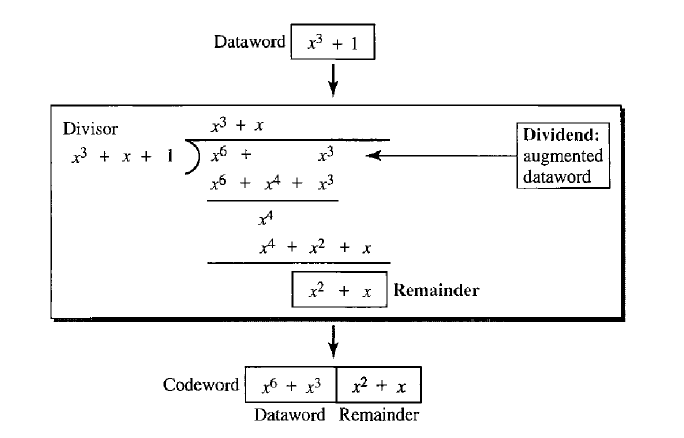 Dataword x³ + 1
x³ + x
Divisor
Dividend:
x³ + x + 1 x⁶ + x³
augmented
x⁶ + x⁴ + x³
dataword
x⁴
x⁴ + x² + x
x² + x Remainder
Codeword x⁶ + x³ x² + x
Dataword Remainder